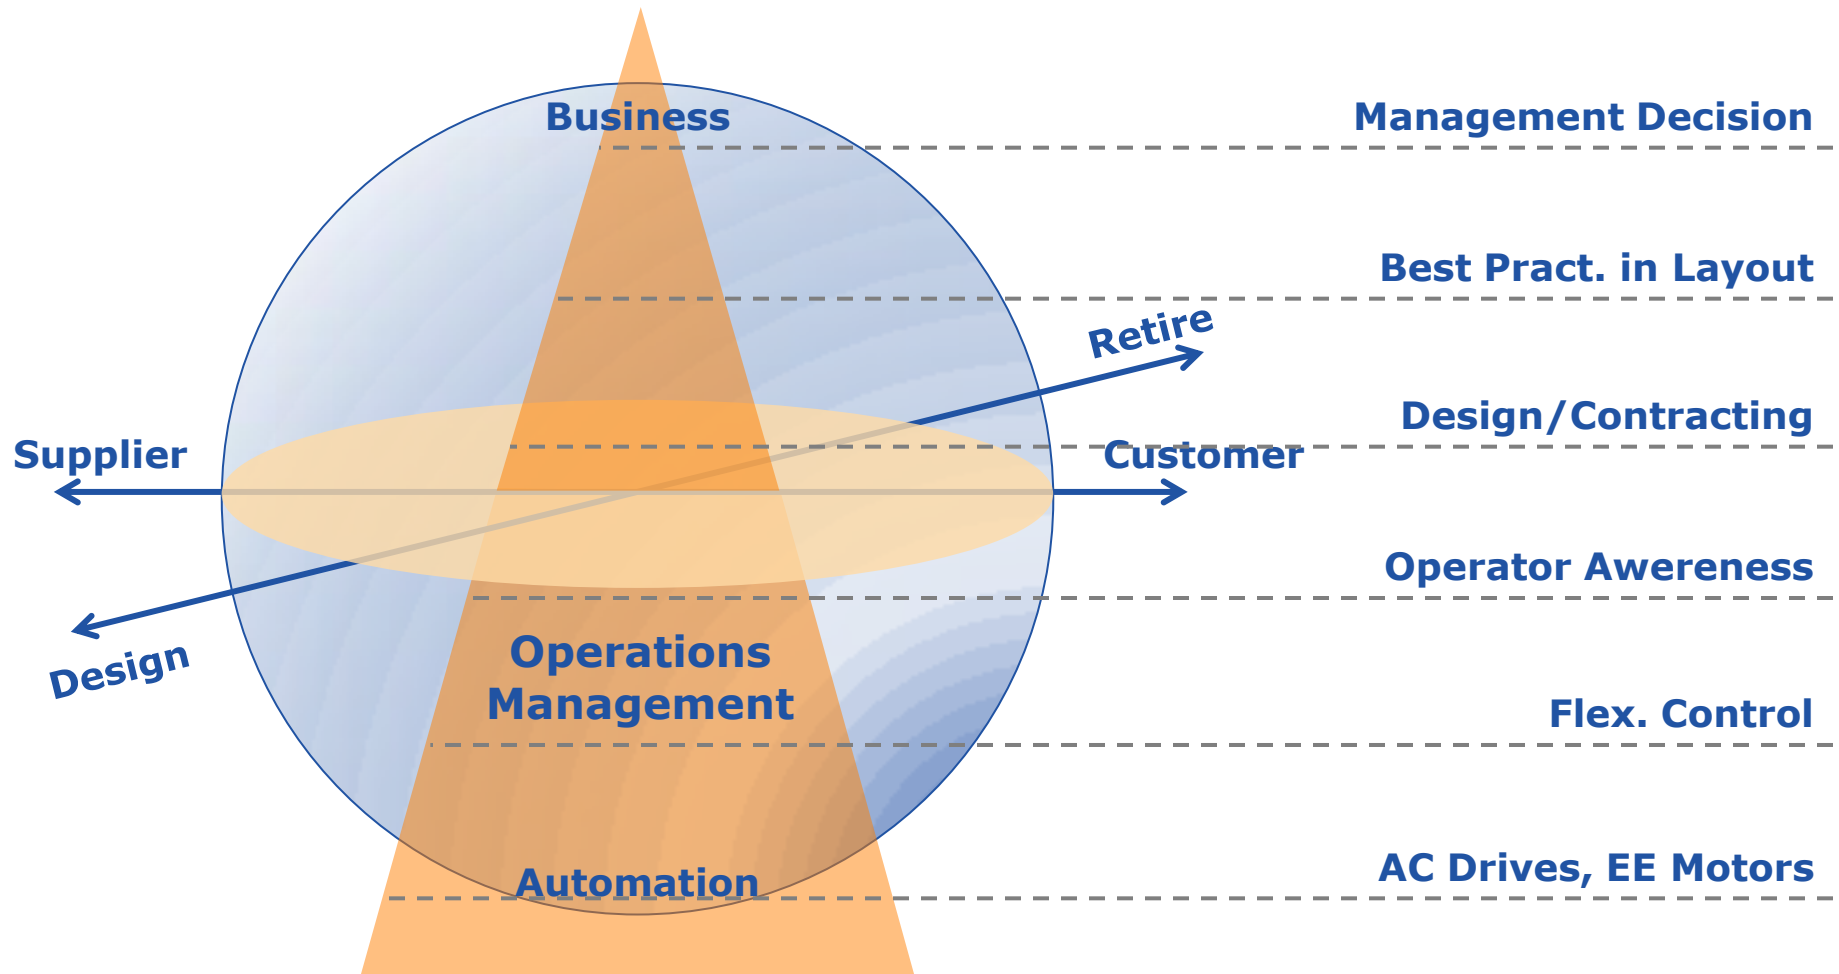 Business
Management Decision
Best Pract. in Layout
Retire
Design/Contracting
Supplier
Customer
Operator Awereness
Design
Operations
Management
Flex. Control
Automation
AC Drives, EE Motors